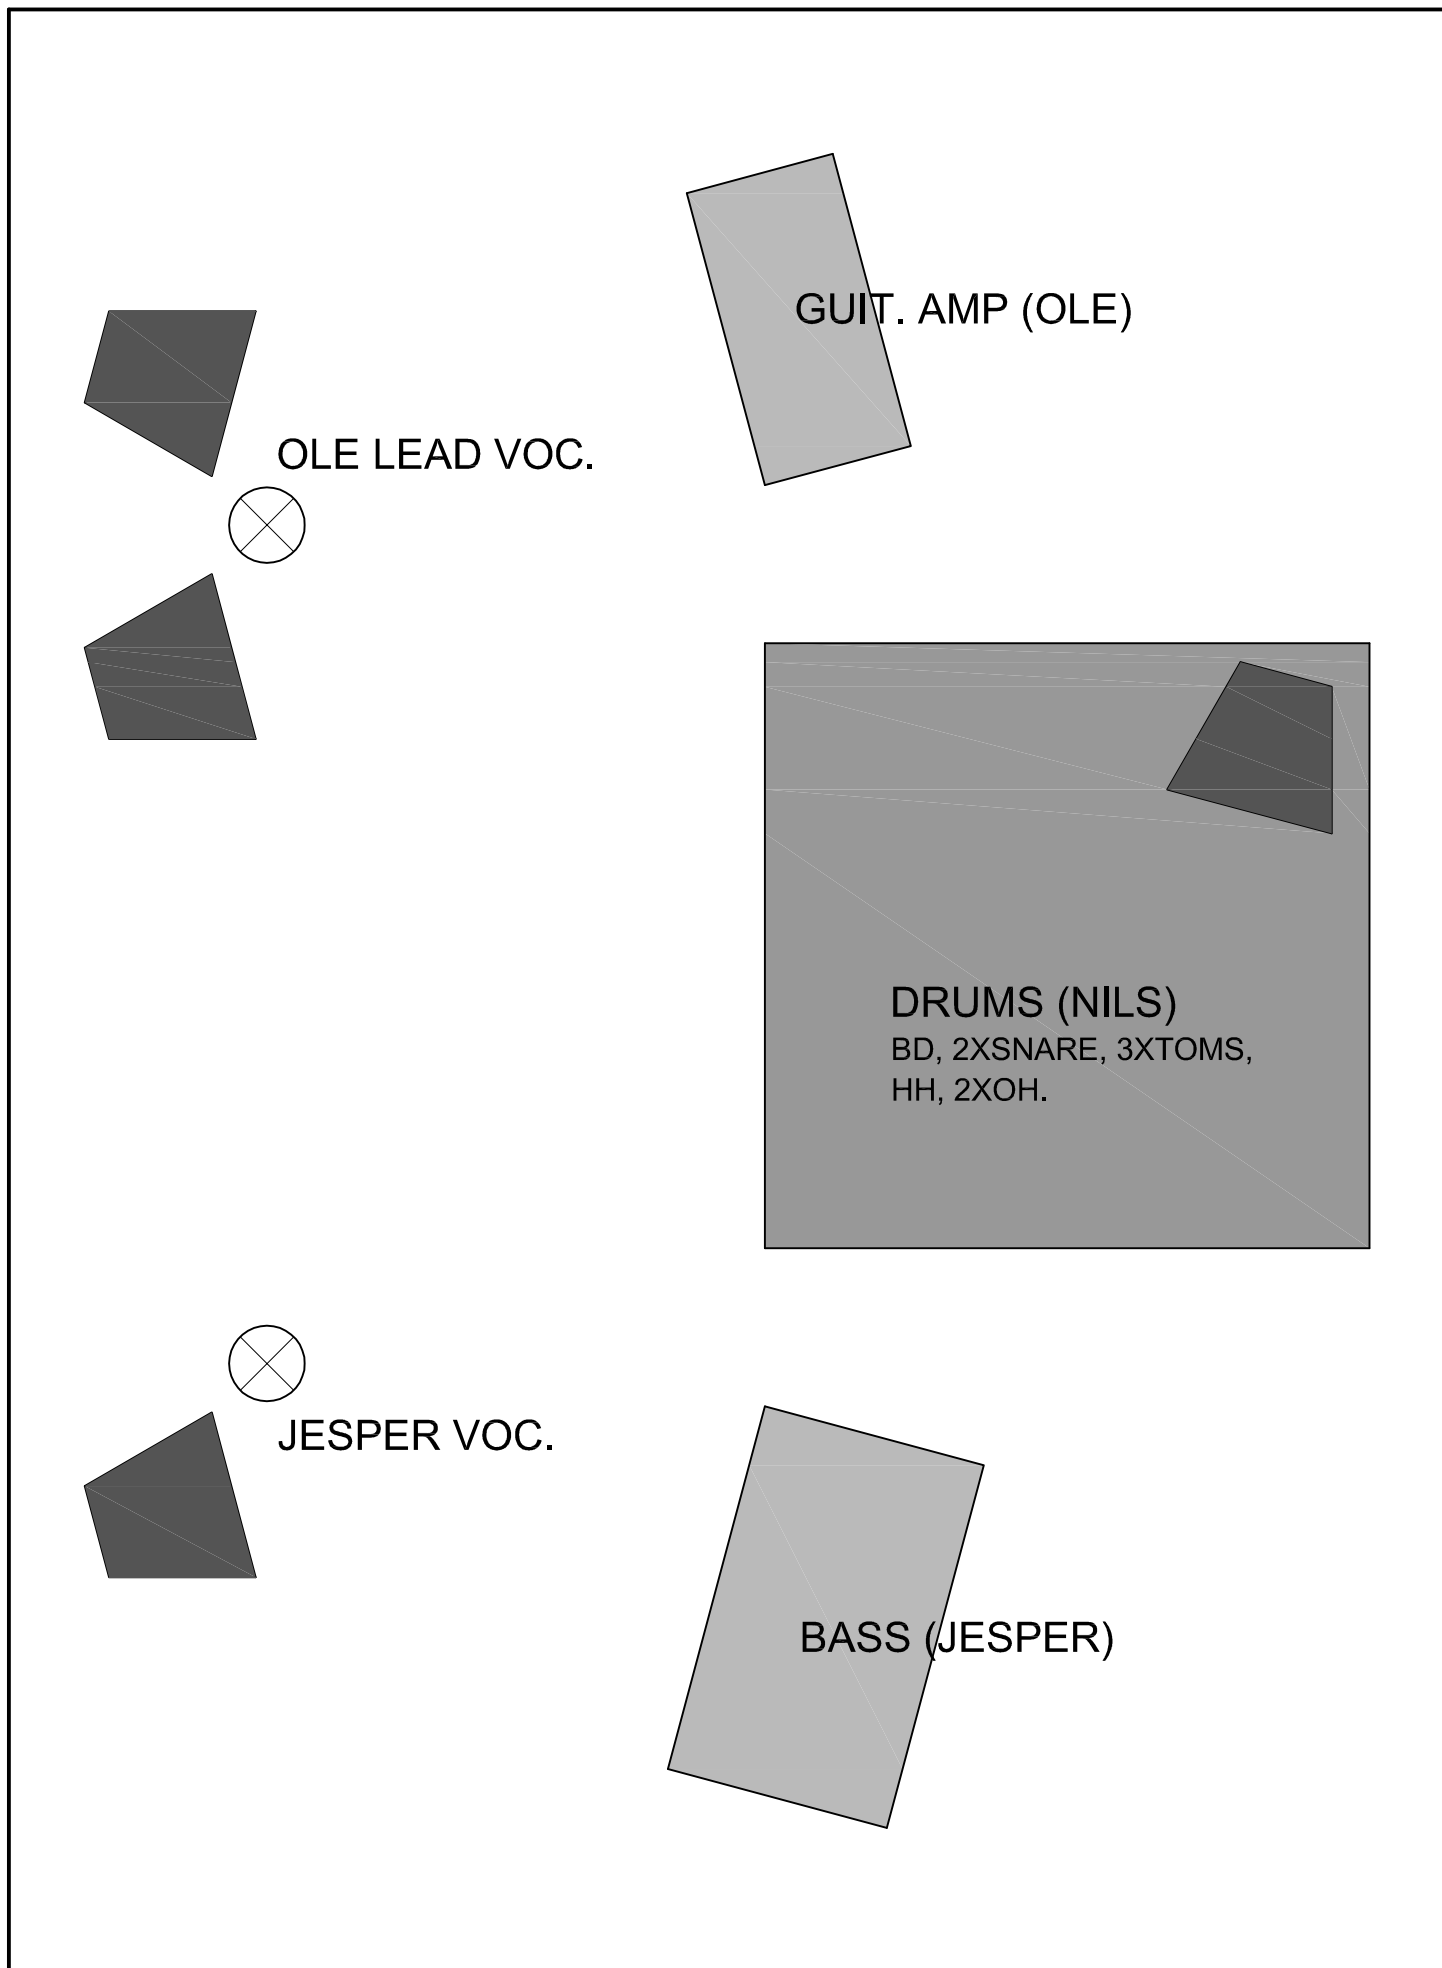 GUIT. AMP (OLE)
OLE LEAD VOC.
DRUMS (NILS)
BD, 2XSNARE, 3XTOMS,
HH, 2XOH.
JESPER VOC.
BASS (JESPER)